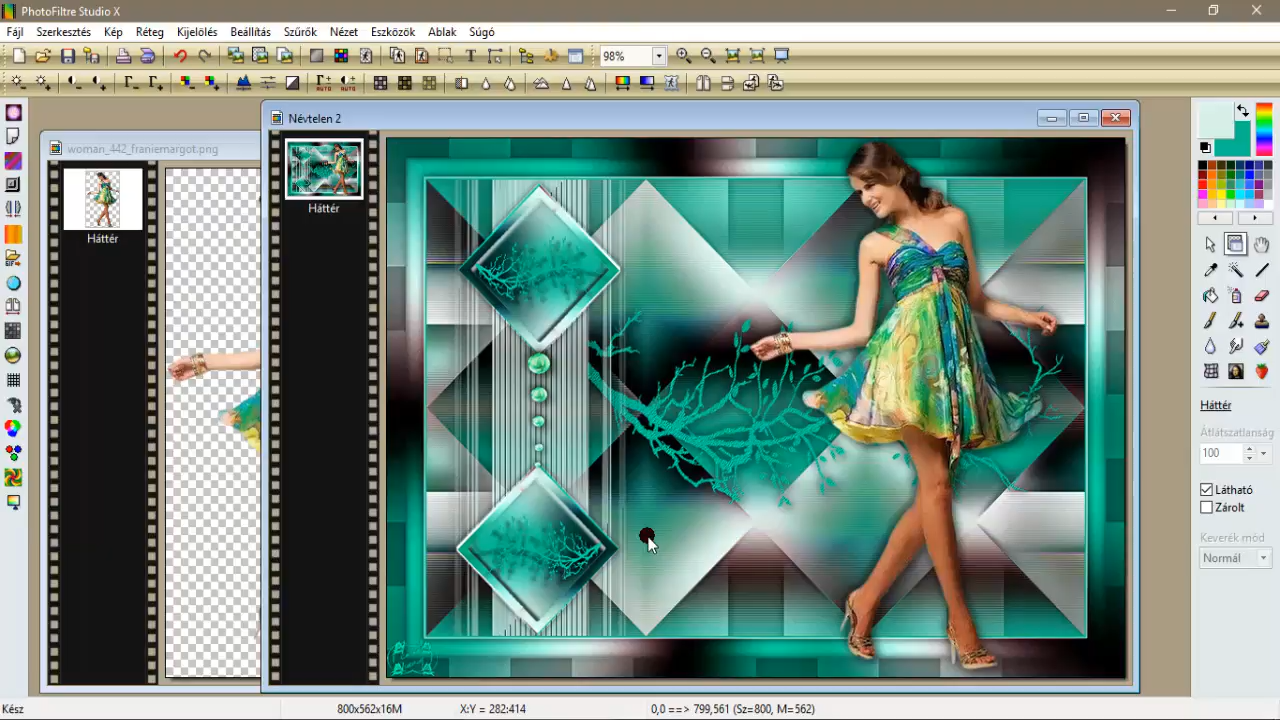 PhotoFiltre Studio X
Fájl Szerkesztés Kép Réteg Kijelölés Beállítás Szűrők Nézet Eszközök Ablak Súgó
98%
AUTO AUTO
woman_442_franiemargot.png
Háttér
Névtelen 2
Háttér
Háttér
Átlátszatlanság
100
Látható
Zárolt
Keverék mód
Normál
Kész 800x562x16M X:Y = 282:414 0,0 ==> 799,561 (Sz=800, M=562)